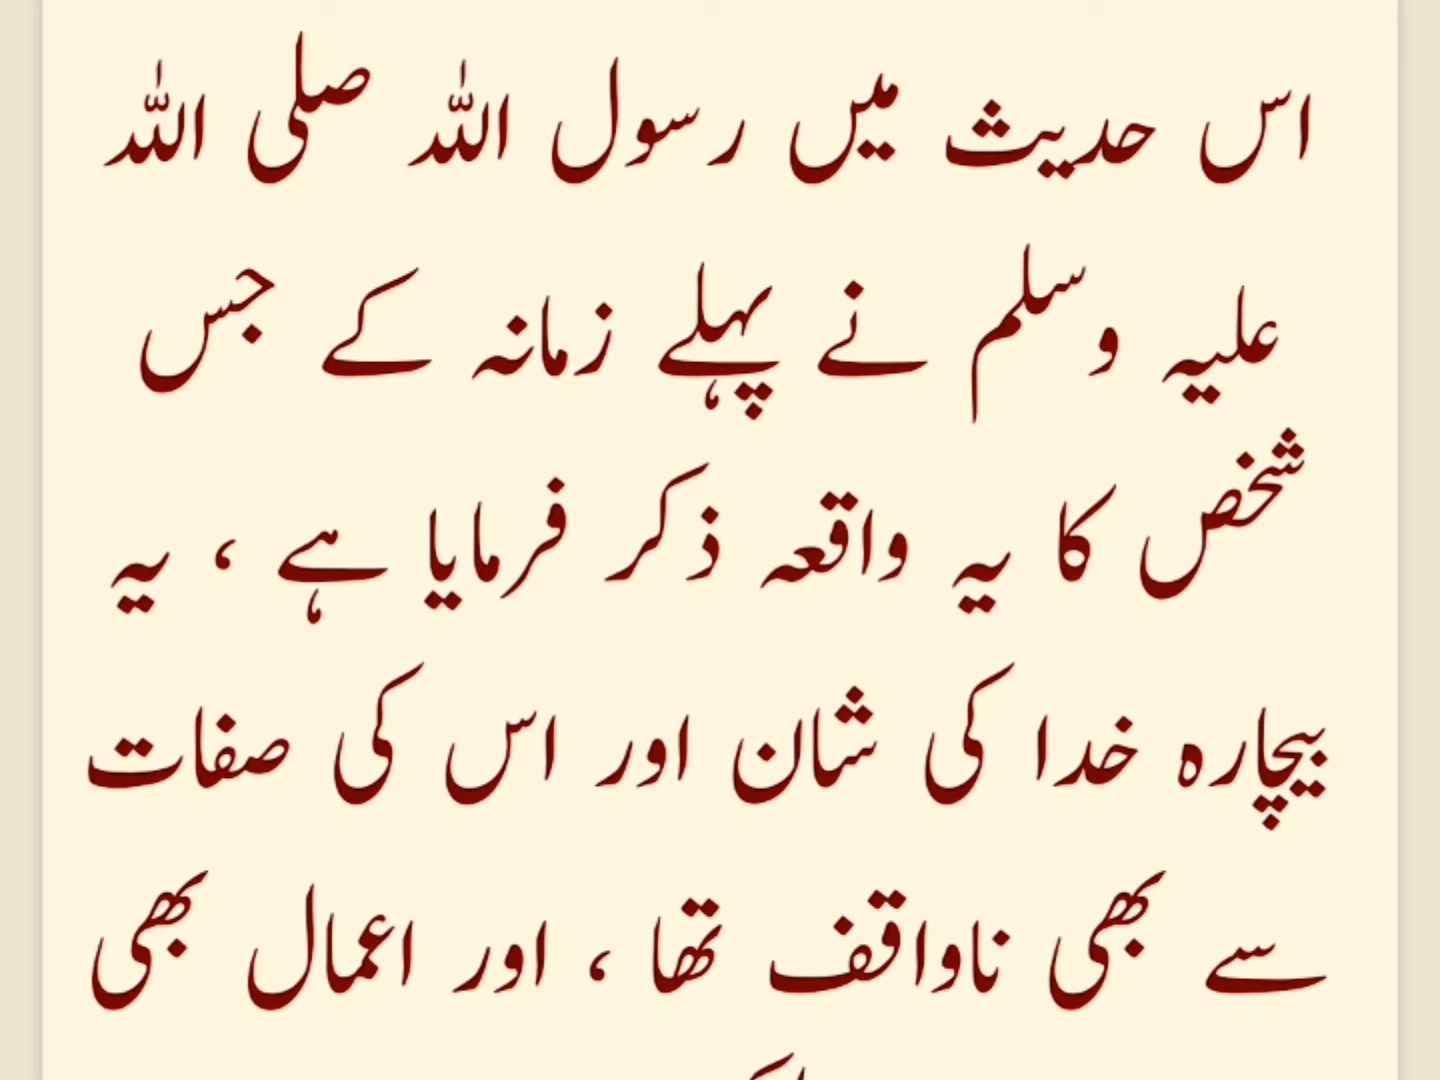 اس حدیث میں رسول اللہ صلی اللہ
علیہ وسلم نے پہلے زمانہ کے جس
شخص کا یہ واقعہ ذکر فرمایا ہے ، یہ
بیچارہ خدا کی شان اور اس کی صفات
سے بھی ناواقف تھا ، اور اعمال بھی